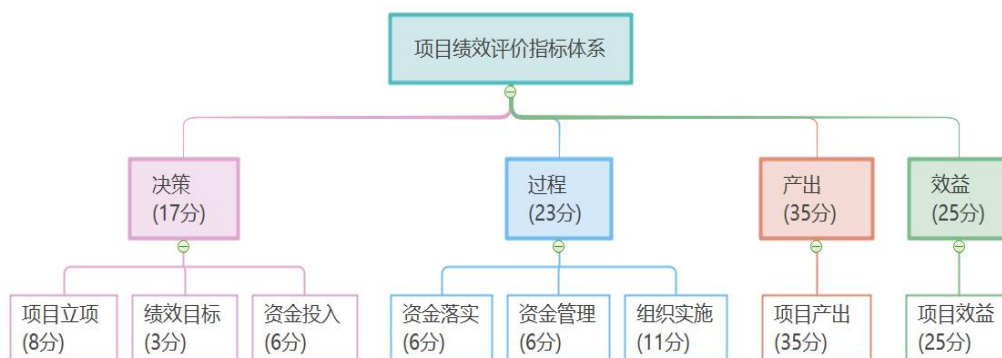 项目绩效评价指标体系
决策
(17分)
过程
(23分)
产出
(35分)
效益
(25分)
项目立项
(8分)
绩效目标
(3分)
资金投入
(6分)
资金落实
(6分)
资金管理
(6分)
组织实施
(11分)
项目产出
(35分)
项目效益
(25分)